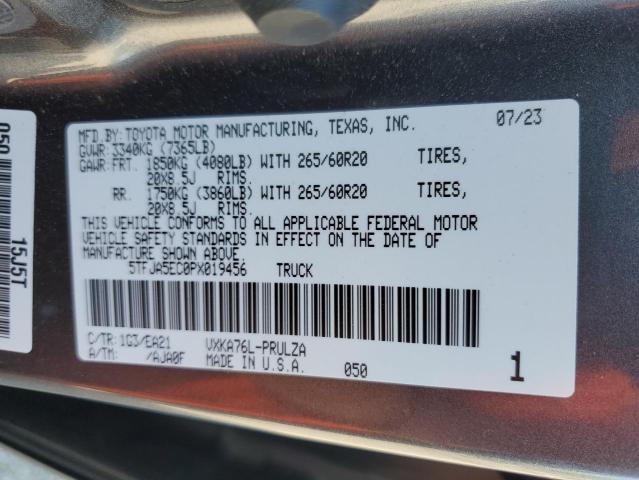 MFD. BY: TOYOTA MOTOR MANUFACTURING, TEXAS, INC. 07/23
GVWR: 3340KG (7365LB)
GAWR: FRT. 1850KG (4080LB) WITH 265/60R20 TIRES,
20X8.5J RIMS.
RR. 1750KG (3860LB) WITH 265/60R20 TIRES,
20X8.5J RIMS.
THIS VEHICLE CONFORMS TO ALL APPLICABLE FEDERAL MOTOR
VEHICLE SAFETY STANDARDS IN EFFECT ON THE DATE OF
MANUFACTURE SHOWN ABOVE.
5TFJA5EC0PX019456 TRUCK
C/TR: 1G3/EA21 VXKA76L-PRULZA
A/TM: /AJA0F MADE IN U.S.A. 050 1
050
15J5T